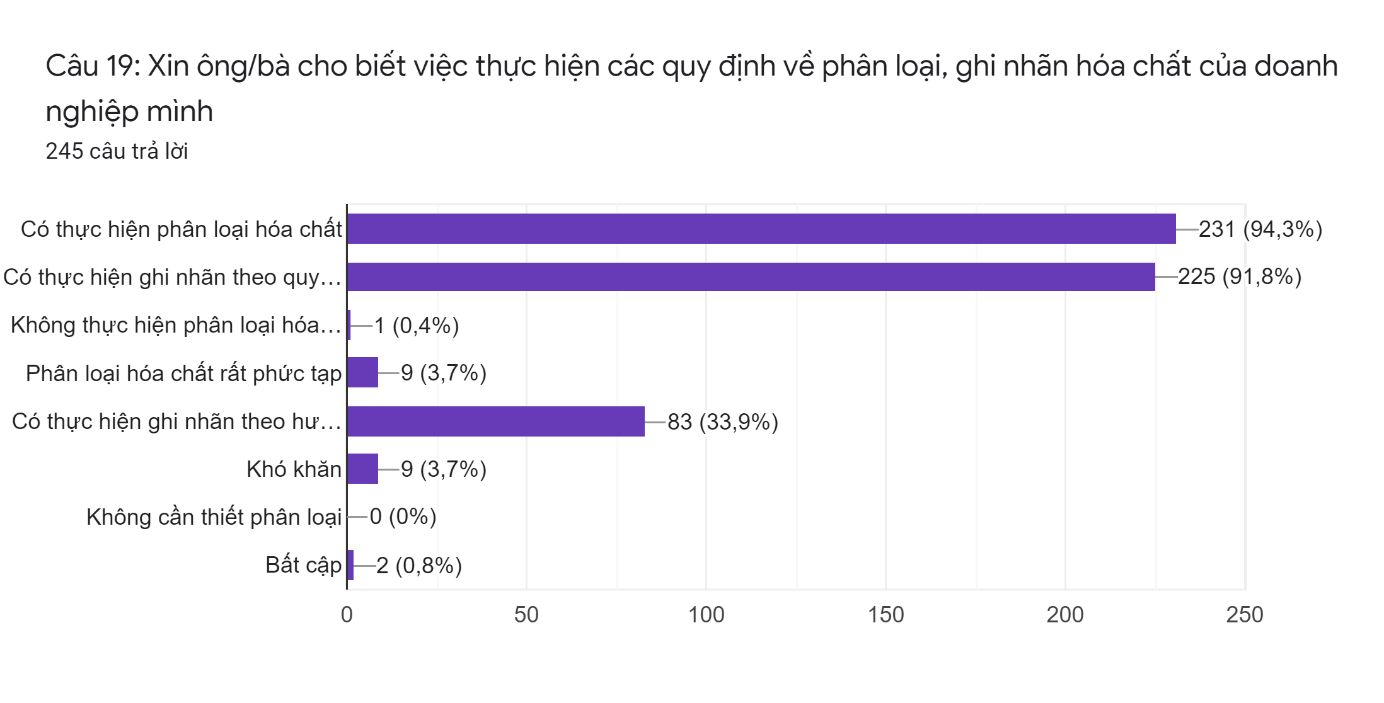 Câu 19: Xin ông/bà cho biết việc thực hiện các quy định về phân loại, ghi nhãn hóa chất của doanh
nghiệp mình
245 câu trả lời
Có thực hiện phân loại hóa chất 231 (94,3%)
Có thực hiện ghi nhãn theo quy… 225 (91,8%)
Không thực hiện phân loại hóa… 1 (0,4%)
Phân loại hóa chất rất phức tạp 9 (3,7%)
Có thực hiện ghi nhãn theo hư… 83 (33,9%)
Khó khăn 9 (3,7%)
Không cần thiết phân loại 0 (0%)
Bất cập 2 (0,8%)
0 50 100 150 200 250